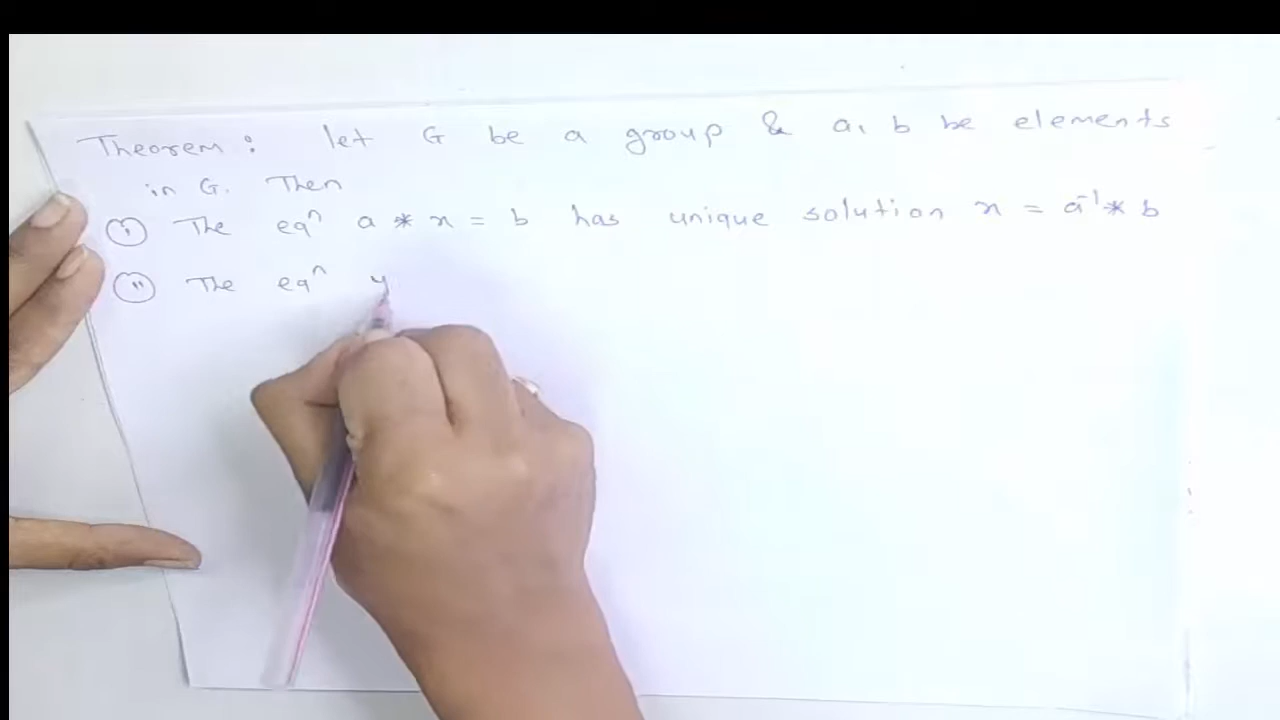 Theorem : let G be a group & a, b be elements
in G. Then
(i) The eqⁿ a * x = b has unique solution x = a⁻¹ * b
(ii) The eqⁿ y